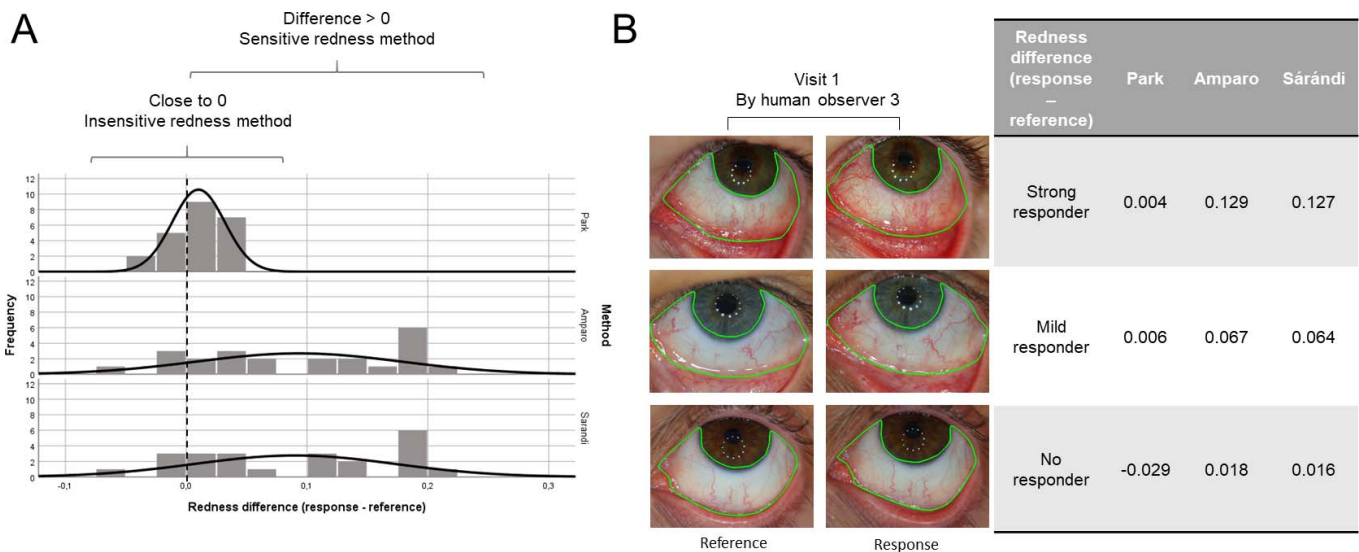 A
Difference > 0
Sensitive redness method
Close to 0
Insensitive redness method
12
10
8
6
4
2
0
Park
12
10
8
6
4
2
0
Amparo
12
10
8
6
4
2
0
Sarandi
Frequency
Method
-0,1
0,0
0,1
0,2
0,3
Redness difference (response - reference)
B
Visit 1
By human observer 3
Reference
Response
Redness
difference
(response
–
reference)
Park
Amparo
Sárándi
Strong
responder
0.004
0.129
0.127
Mild
responder
0.006
0.067
0.064
No
responder
-0.029
0.018
0.016